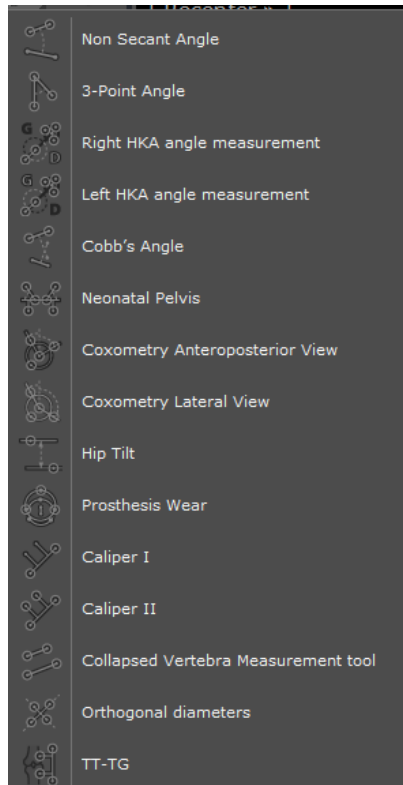 Non Secant Angle
3-Point Angle
G D
Right HKA angle measurement
G D
Left HKA angle measurement
Cobb's Angle
Neonatal Pelvis
Coxometry Anteroposterior View
Coxometry Lateral View
Hip Tilt
Prosthesis Wear
Caliper I
Caliper II
Collapsed Vertebra Measurement tool
Orthogonal diameters
TT-TG